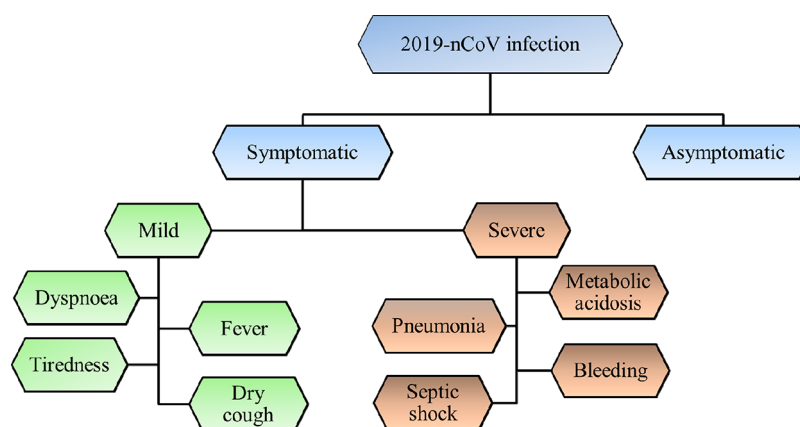 2019-nCoV infection
Symptomatic
Asymptomatic
Mild
Severe
Dyspnoea
Fever
Tiredness
Dry
cough
Metabolic
acidosis
Pneumonia
Bleeding
Septic
shock